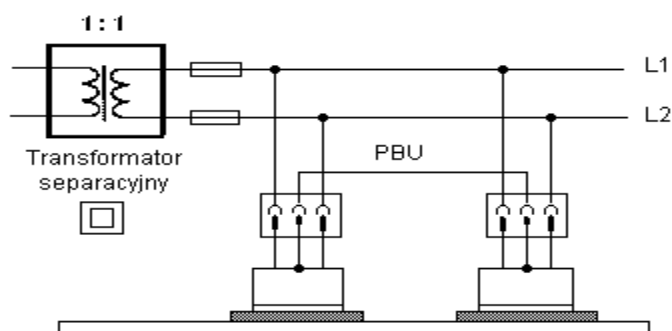 1 : 1
L1
L2
Transformator
separacyjny
PBU